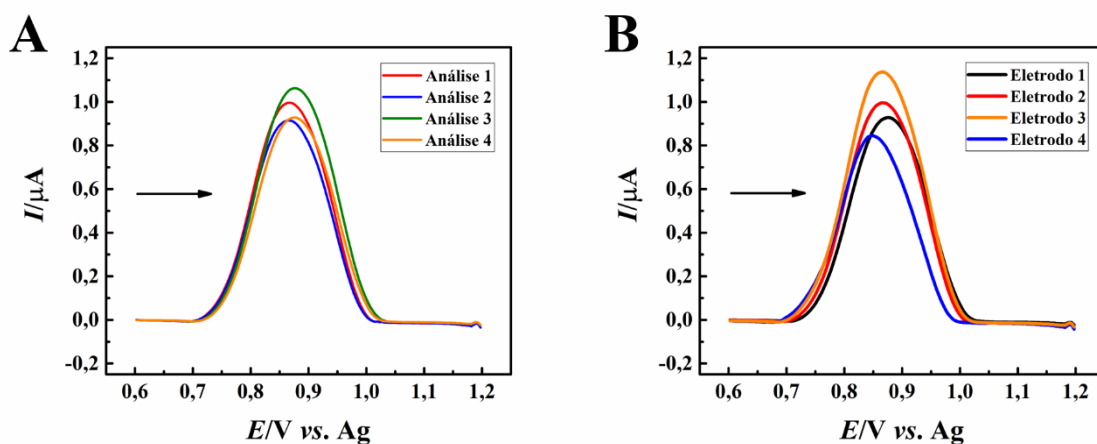 A
1,2
1,0
0,8
0,6
0,4
0,2
0,0
-0,2
I/µA
Análise 1
Análise 2
Análise 3
Análise 4
0,6 0,7 0,8 0,9 1,0 1,1 1,2
E/V vs. Ag
B
1,2
1,0
0,8
0,6
0,4
0,2
0,0
-0,2
I/µA
Eletrodo 1
Eletrodo 2
Eletrodo 3
Eletrodo 4
0,6 0,7 0,8 0,9 1,0 1,1 1,2
E/V vs. Ag